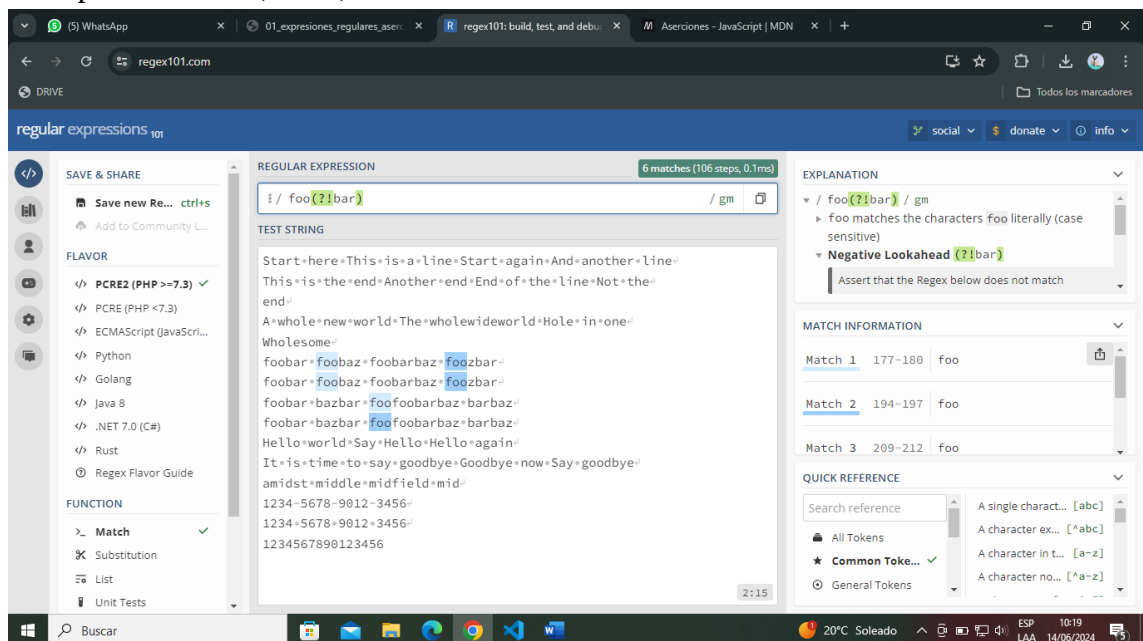 (5) WhatsApp
01_expresiones_regulares_aserc
regex101: build, test, and debug
Aserciones - JavaScript | MDN
regex101.com
DRIVE
Todos los marcadores
regular expressions 101
social
$ donate
info
SAVE & SHARE
Save new Re... ctrl+s
Add to Community L...
FLAVOR
PCRE2 (PHP >=7.3)
PCRE (PHP <7.3)
ECMAScript (JavaScri...
Python
Golang
Java 8
.NET 7.0 (C#)
Rust
Regex Flavor Guide
FUNCTION
Match
Substitution
List
Unit Tests
REGULAR EXPRESSION
6 matches (106 steps, 0.1ms)
/ foo(?!bar) / gm
TEST STRING
Start here This is a line Start again And another line
This is the end Another end End of the line Not the
end
A whole new world The wholewideworld Hole in one
Wholesome
foobar foobaz foobarbaz foozbar
foobar foobaz foobarbaz foozbar
foobar bazbar foofoobarbaz barbaz
foobar bazbar foofoobarbaz barbaz
Hello world Say Hello Hello again
It is time to say goodbye Goodbye now Say goodbye
amidst middle midfield mid
1234-5678-9012-3456
1234 5678 9012 3456
1234567890123456
2:15
EXPLANATION
/ foo(?!bar) / gm
foo matches the characters foo literally (case
sensitive)
Negative Lookahead (?!bar)
Assert that the Regex below does not match
MATCH INFORMATION
Match 1 177-180 foo
Match 2 194-197 foo
Match 3 209-212 foo
QUICK REFERENCE
Search reference
All Tokens
Common Toke...
General Tokens
A single charact... [abc]
A character ex... [^abc]
A character in t... [a-z]
A character no... [^a-z]
Buscar
20°C Soleado
ESP
LAA
10:19
14/06/2024